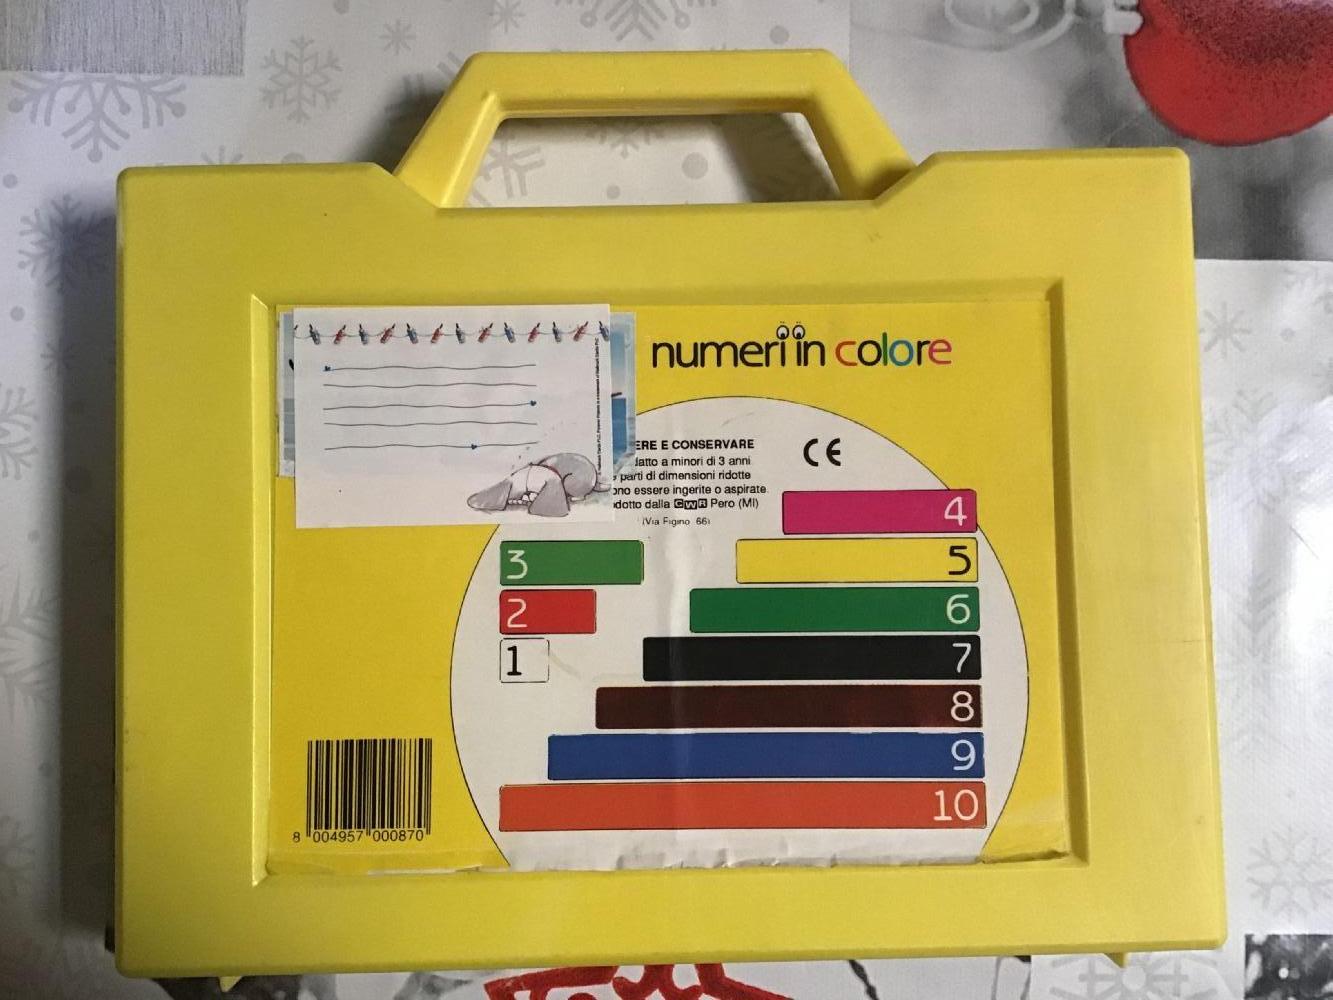 numeri in colore
ERE E CONSERVARE
datto a minori di 3 anni
parti di dimensioni ridotte
ono essere ingerite o aspirate.
dotto dalla CWR Pero (MI)
(Via Figino 66)
CE
4
3
5
2
6
1
7
8
9
10
8 004957 000870